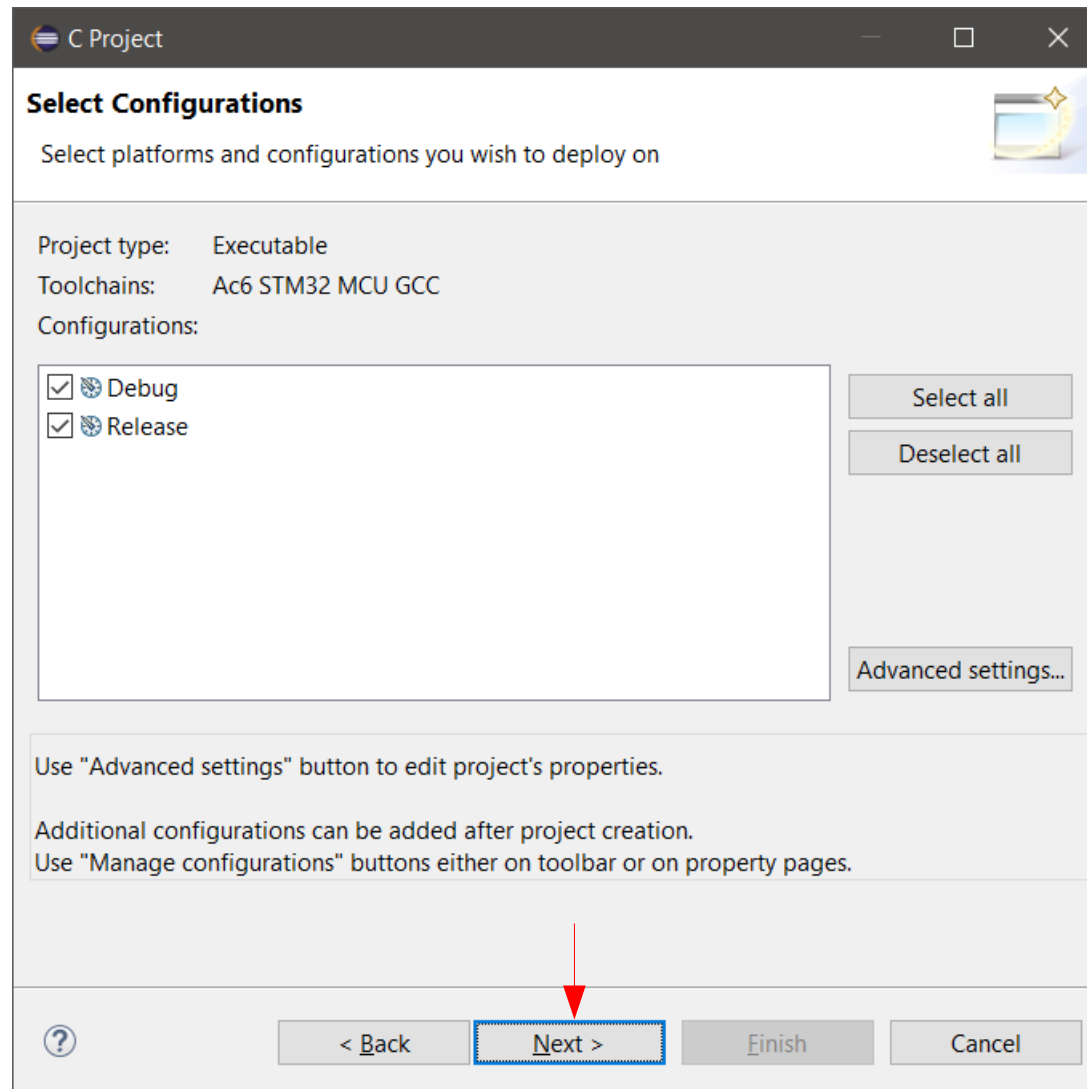 C Project
Select Configurations
Select platforms and configurations you wish to deploy on
Project type: Executable
Toolchains: Ac6 STM32 MCU GCC
Configurations:
Debug
Release
Select all
Deselect all
Advanced settings...
Use "Advanced settings" button to edit project's properties.
Additional configurations can be added after project creation.
Use "Manage configurations" buttons either on toolbar or on property pages.
? < Back Next > Finish Cancel